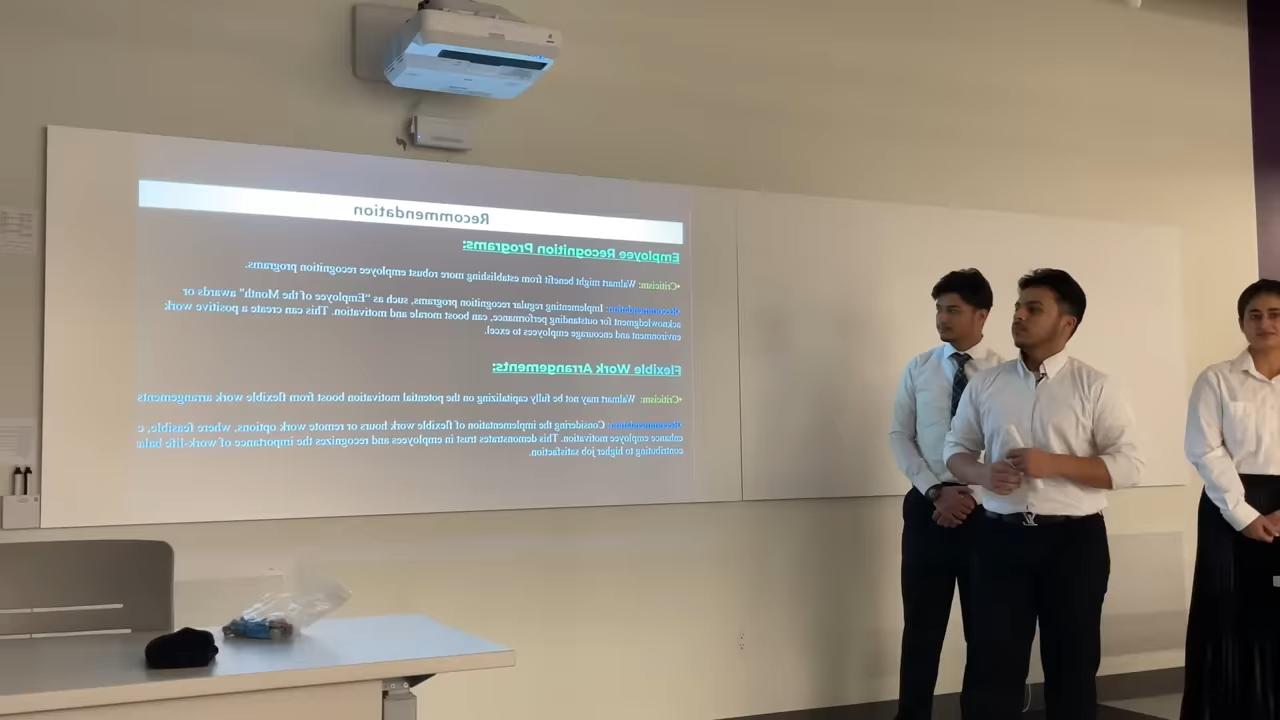 Recommendation
Employee Recognition Programs:
•Criticism: Walmart might benefit from establishing more robust employee recognition programs.
•Recommendation: Implementing regular recognition programs, such as "Employee of the Month" awards or
acknowledgment for outstanding performance, can boost morale and motivation. This can create a positive work
environment and encourage employees to excel.
Flexible Work Arrangements:
•Criticism: Walmart may not be fully capitalizing on the potential motivation boost from flexible work arrangements
•Recommendation: Considering the implementation of flexible work hours or remote work options, where feasible, c
enhance employee motivation. This demonstrates trust in employees and recognizes the importance of work-life bala
contributing to higher job satisfaction.